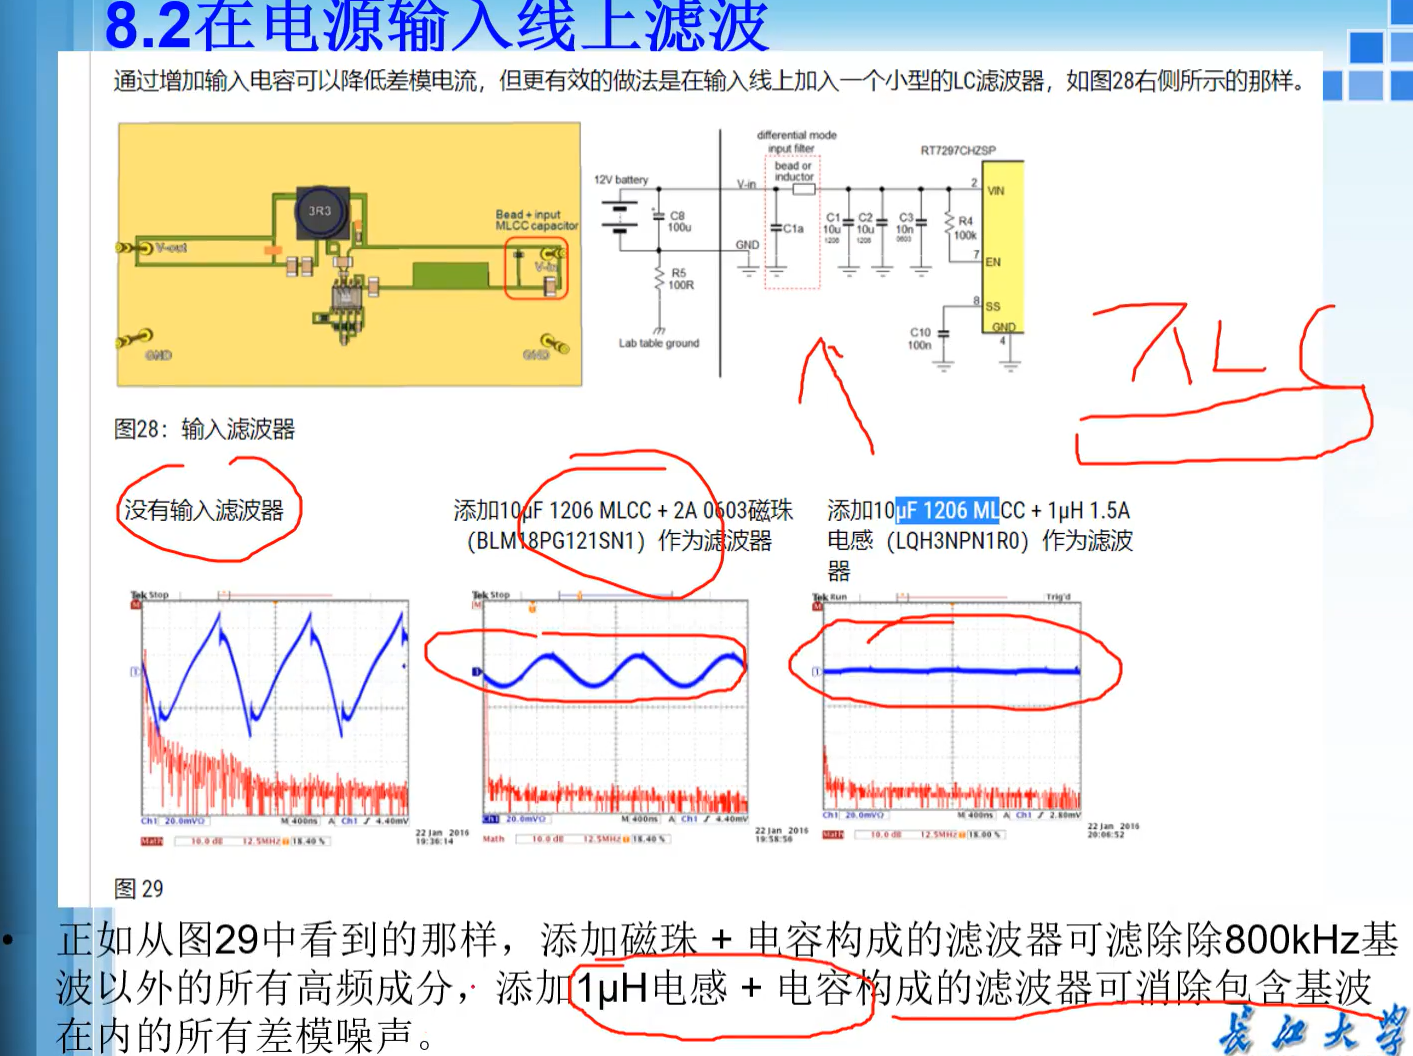 8.2在电源输入线上滤波
通过增加输入电容可以降低差模电流，但更有效的做法是在输入线上加入一个小型的LC滤波器，如图28右侧所示的那样。
3R3
Bead + input
MLCC capacitor
V-out
V-in
GND
GND
differential mode
input filter
bead or
inductor
RT7297CHZSP
12V battery
V-in
2
VIN
C8
100u
C1a
C1
10u
1206
C2
10u
1206
C3
10n
0603
R4
100k
GND
7
EN
R5
100R
8
SS
C10
100n
GND
4
Lab table ground
LC
图28：输入滤波器
没有输入滤波器
添加10μF 1206 MLCC + 2A 0603磁珠
（BLM18PG121SN1）作为滤波器
添加10μF 1206 MLCC + 1μH 1.5A
电感（LQH3NPN1R0）作为滤波
器
Tek Stop
Ch1 20.0mVΩ M 400ns A Ch1 ƒ 4.40mV
Math 10.0 dB 12.5MHz 18.40 %
22 Jan 2016
19:36:14
Tek Stop
Ch1 20.0mVΩ M 400ns A Ch1 ƒ 4.40mV
Math 10.0 dB 12.5MHz 18.40 %
22 Jan 2016
19:58:56
Tek Run Trig'd
Ch1 20.0mVΩ M 400ns A Ch1 ƒ 2.80mV
Math 10.0 dB 12.5MHz 18.00 %
22 Jan 2016
20:06:52
图 29
• 正如从图29中看到的那样，添加磁珠 + 电容构成的滤波器可滤除除800kHz基
波以外的所有高频成分，添加1μH电感 + 电容构成的滤波器可消除包含基波
在内的所有差模噪声。
长江大学